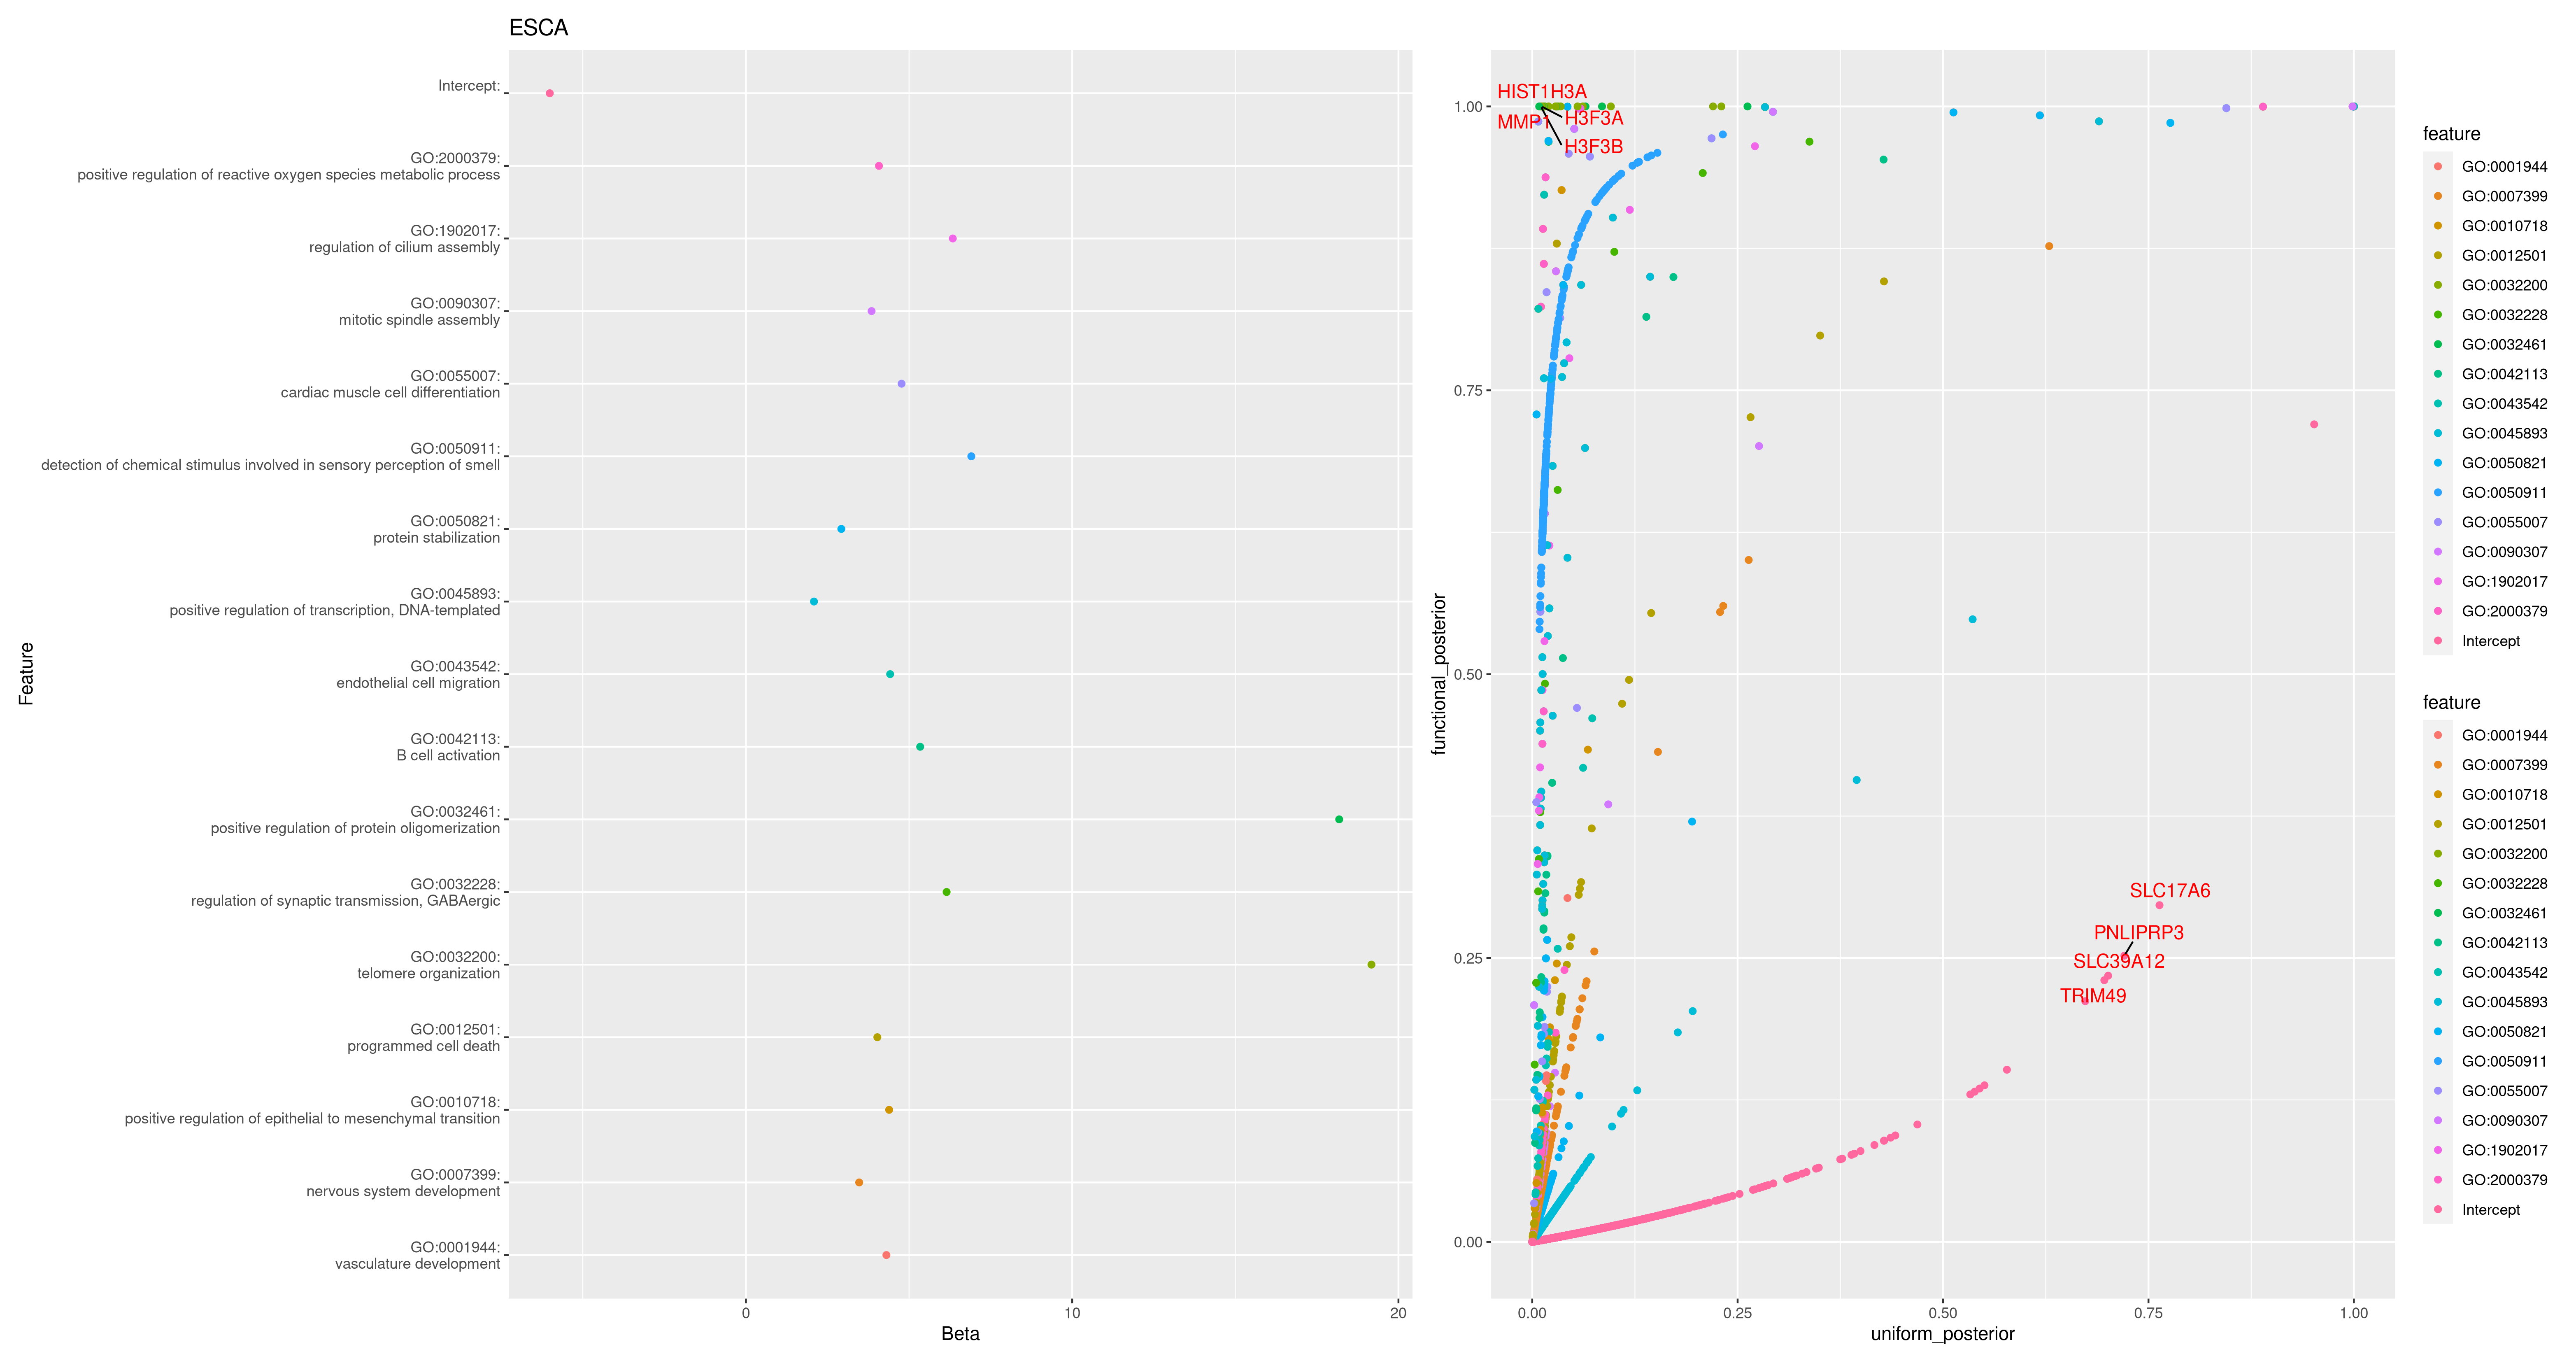 ESCA
Feature
Intercept:
GO:2000379:
positive regulation of reactive oxygen species metabolic process
GO:1902017:
regulation of cilium assembly
GO:0090307:
mitotic spindle assembly
GO:0055007:
cardiac muscle cell differentiation
GO:0050911:
detection of chemical stimulus involved in sensory perception of smell
GO:0050821:
protein stabilization
GO:0045893:
positive regulation of transcription, DNA-templated
GO:0043542:
endothelial cell migration
GO:0042113:
B cell activation
GO:0032461:
positive regulation of protein oligomerization
GO:0032228:
regulation of synaptic transmission, GABAergic
GO:0032200:
telomere organization
GO:0012501:
programmed cell death
GO:0010718:
positive regulation of epithelial to mesenchymal transition
GO:0007399:
nervous system development
GO:0001944:
vasculature development
0 10 20
Beta
functional_posterior
1.00
0.75
0.50
0.25
0.00
HIST1H3A
H3F3A
MMP1
H3F3B
SLC17A6
PNLIPRP3
SLC39A12
TRIM49
0.00 0.25 0.50 0.75 1.00
uniform_posterior
feature
GO:0001944
GO:0007399
GO:0010718
GO:0012501
GO:0032200
GO:0032228
GO:0032461
GO:0042113
GO:0043542
GO:0045893
GO:0050821
GO:0050911
GO:0055007
GO:0090307
GO:1902017
GO:2000379
Intercept
feature
GO:0001944
GO:0007399
GO:0010718
GO:0012501
GO:0032200
GO:0032228
GO:0032461
GO:0042113
GO:0043542
GO:0045893
GO:0050821
GO:0050911
GO:0055007
GO:0090307
GO:1902017
GO:2000379
Intercept